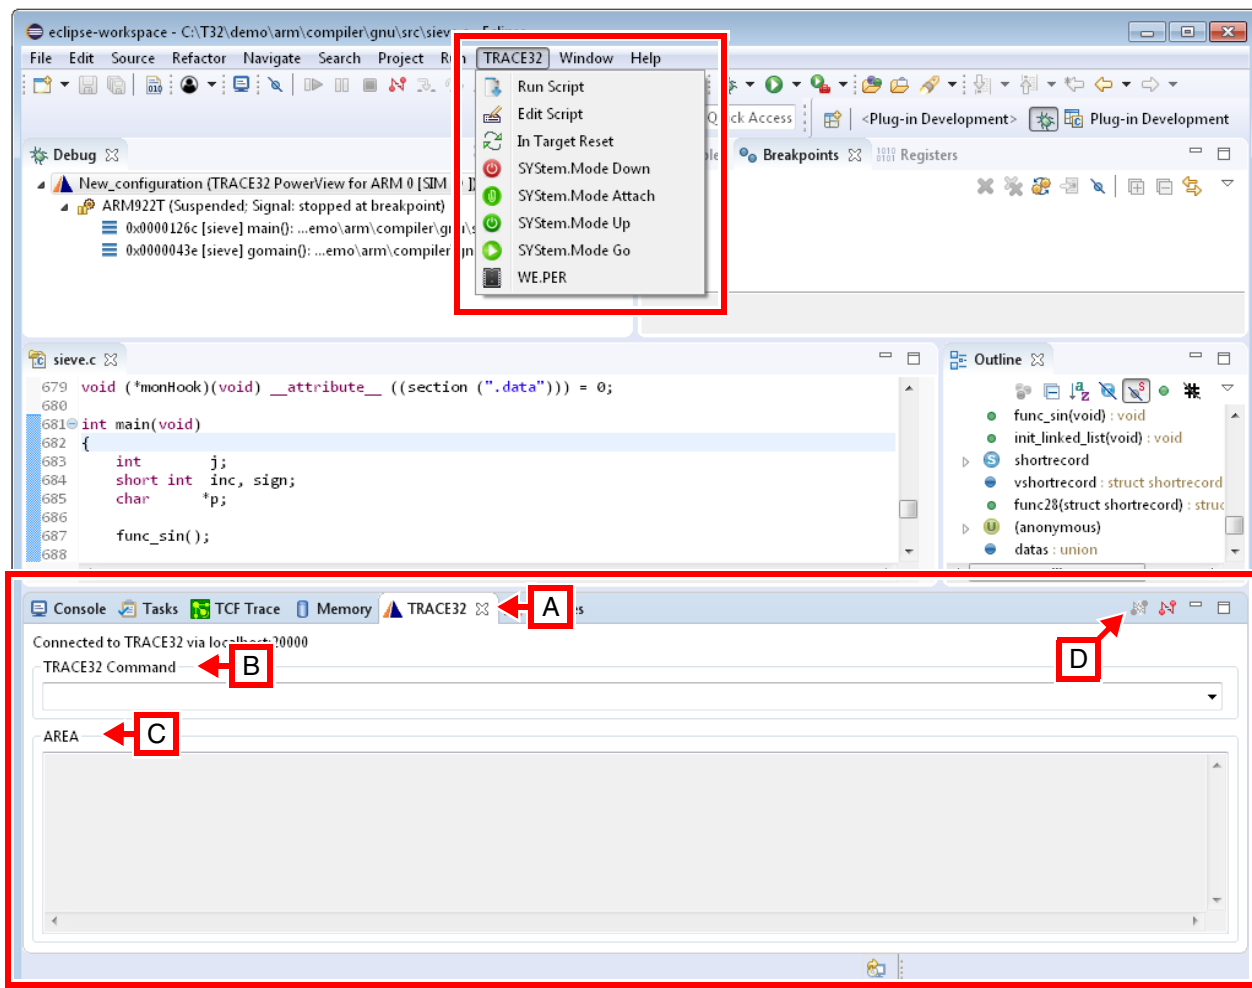 eclipse-workspace - C:\T32\demo\arm\compiler\gnu\src\sieve.c - Eclipse
File Edit Source Refactor Navigate Search Project Run TRACE32 Window Help
Run Script
Edit Script
In Target Reset
SYStem.Mode Down
SYStem.Mode Attach
SYStem.Mode Up
SYStem.Mode Go
WE.PER
Quick Access <Plug-in Development> Plug-in Development
Debug
Breakpoints Registers
New_configuration (TRACE32 PowerView for ARM 0 [SIM
ARM922T (Suspended; Signal: stopped at breakpoint)
0x0000126c [sieve] main(): ...emo\arm\compiler\gnu\s
0x0000043e [sieve] gomain(): ...emo\arm\compiler\gn
sieve.c
679 void (*monHook)(void) __attribute__ ((section (".data"))) = 0;
680
681 int main(void)
682 {
683 int j;
684 short int inc, sign;
685 char *p;
686
687 func_sin();
688
Outline
func_sin(void) : void
init_linked_list(void) : void
shortrecord
vshortrecord : struct shortrecord
func28(struct shortrecord) : struc
(anonymous)
datas : union
Console Tasks TCF Trace Memory TRACE32 A
D
Connected to TRACE32 via localhost:20000
TRACE32 Command B
AREA C